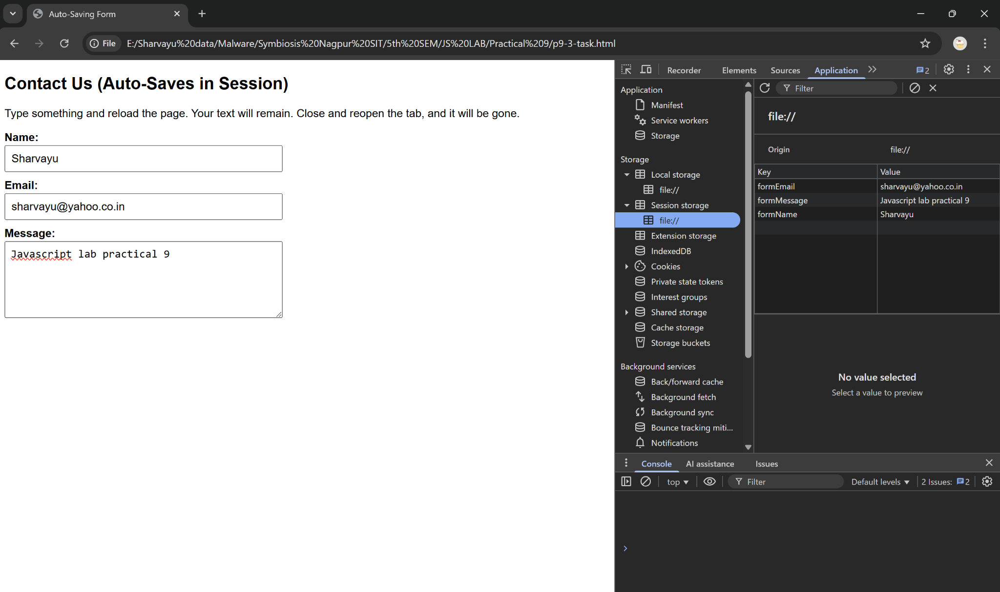 Auto-Saving Form
File
E:/Sharvayu%20data/Malware/Symbiosis%20Nagpur%20SIT/5th%20SEM/JS%20LAB/Practical%209/p9-3-task.html
Contact Us (Auto-Saves in Session)
Type something and reload the page. Your text will remain. Close and reopen the tab, and it will be gone.
Name:
Sharvayu
Email:
sharvayu@yahoo.co.in
Message:
Javascript lab practical 9
Recorder Elements Sources Application 2
Application
Manifest
Service workers
Storage
Storage
Local storage
file://
Session storage
file://
Extension storage
IndexedDB
Cookies
Private state tokens
Interest groups
Shared storage
Cache storage
Storage buckets
Background services
Back/forward cache
Background fetch
Background sync
Bounce tracking miti...
Notifications
Filter
file://
Origin file://
Key Value
formEmail sharvayu@yahoo.co.in
formMessage Javascript lab practical 9
formName Sharvayu
No value selected
Select a value to preview
Console AI assistance Issues
top Filter Default levels 2 Issues: 2